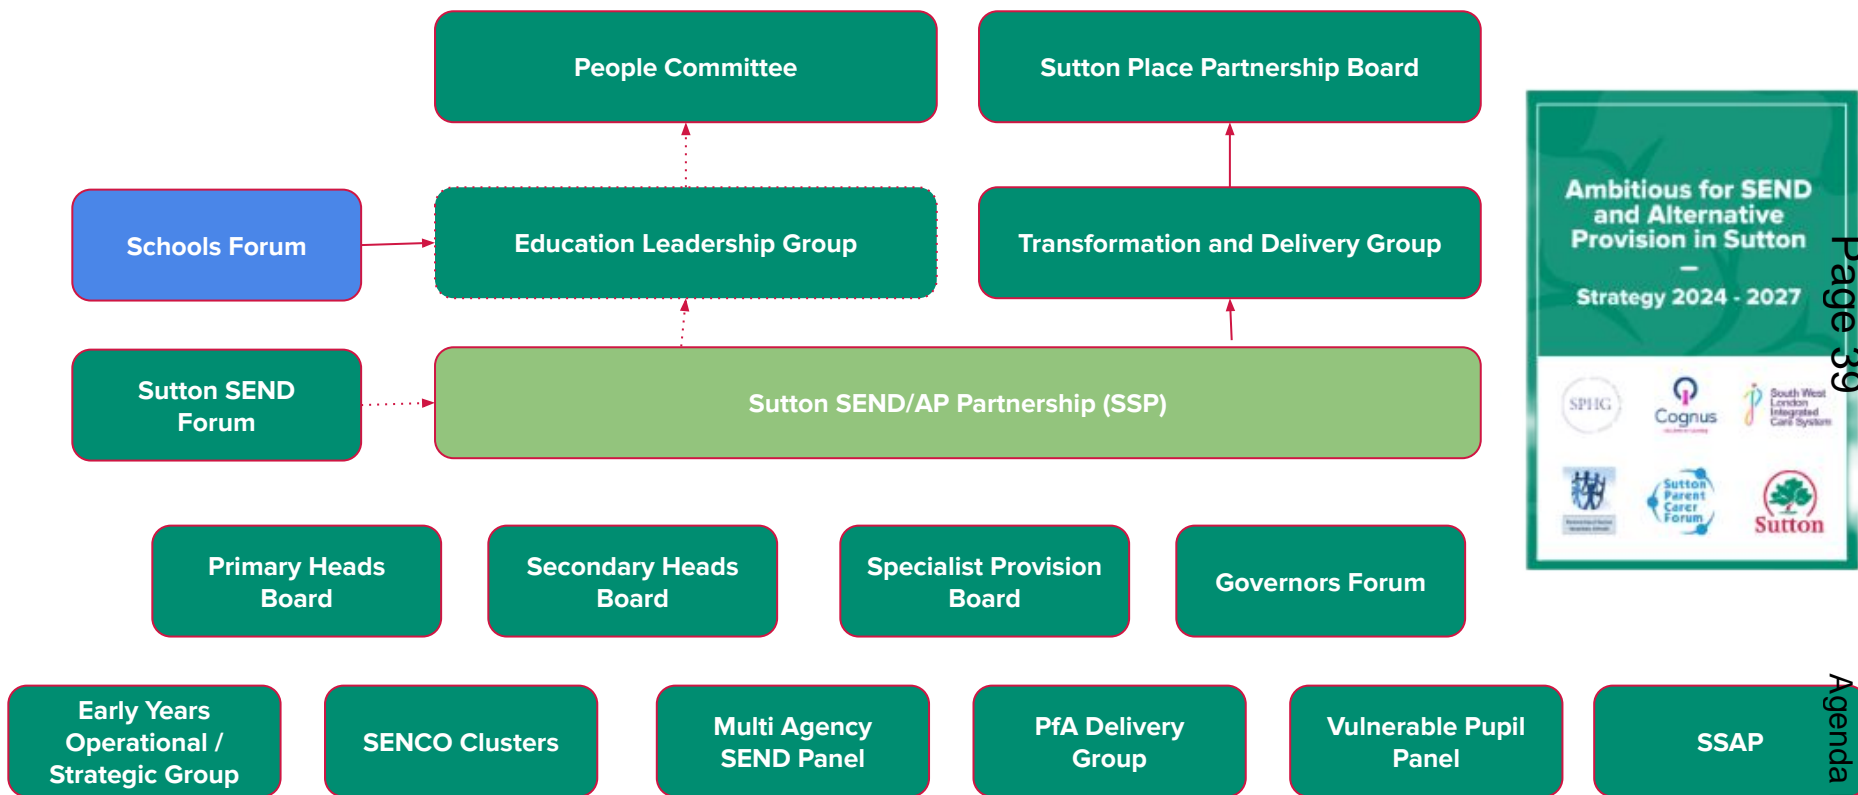 People Committee
Sutton Place Partnership Board
Schools Forum
Education Leadership Group
Transformation and Delivery Group
Sutton SEND
Forum
Sutton SEND/AP Partnership (SSP)
Primary Heads
Board
Secondary Heads
Board
Specialist Provision
Board
Governors Forum
Early Years
Operational /
Strategic Group
SENCO Clusters
Multi Agency
SEND Panel
PfA Delivery
Group
Vulnerable Pupil
Panel
SSAP
Ambitious for SEND
and Alternative
Provision in Sutton
–
Strategy 2024 - 2027
SPHG
Cognus
South West
London
Integrated
Care System
Sutton
Parent
Carer
Forum
Sutton
Page 39
Agenda